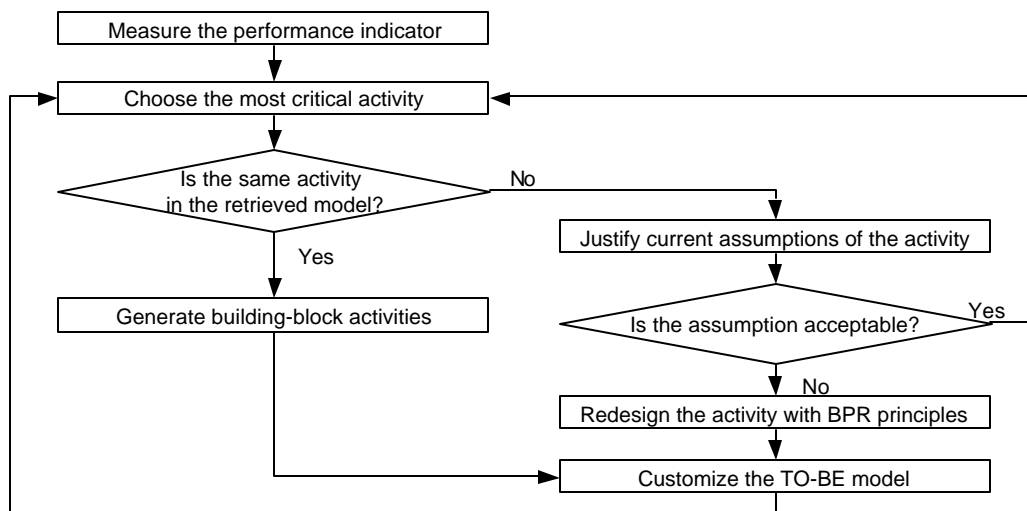 Measure the performance indicator
Choose the most critical activity
Is the same activity
in the retrieved model?
No
Yes
Justify current assumptions of the activity
Generate building-block activities
Is the assumption acceptable?
Yes
No
Redesign the activity with BPR principles
Customize the TO-BE model